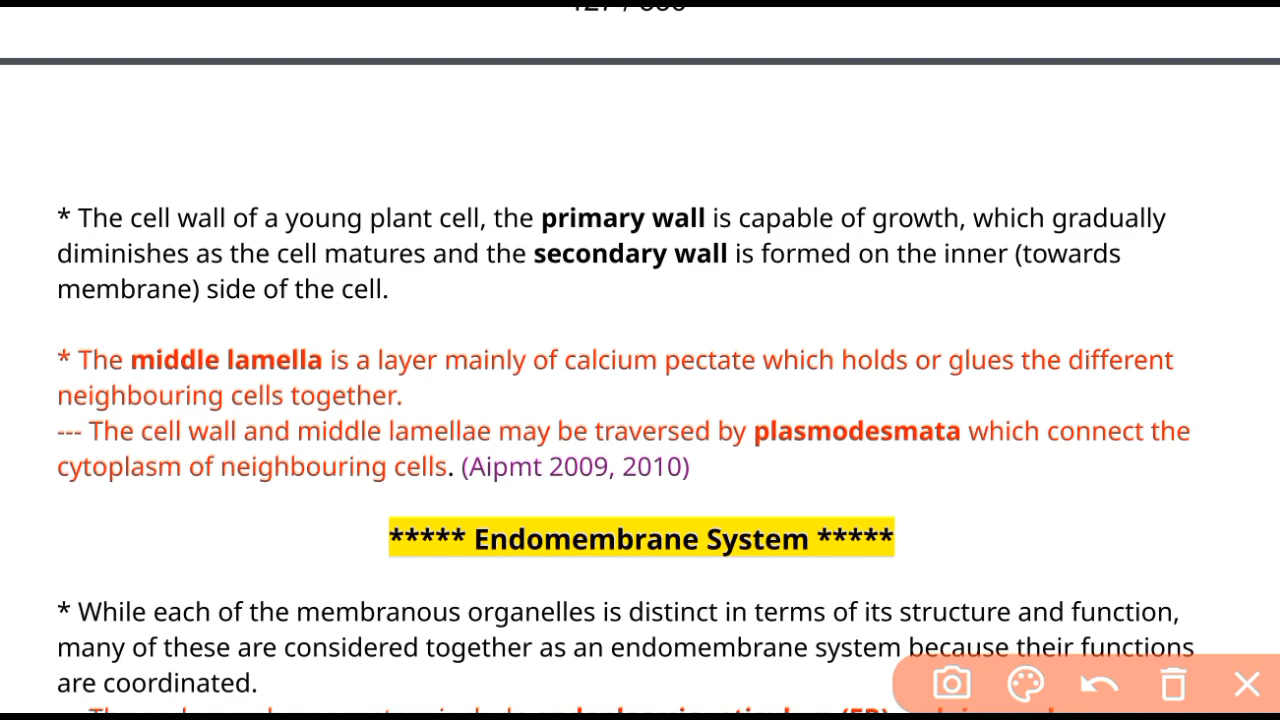 * The cell wall of a young plant cell, the primary wall is capable of growth, which gradually
diminishes as the cell matures and the secondary wall is formed on the inner (towards
membrane) side of the cell.
* The middle lamella is a layer mainly of calcium pectate which holds or glues the different
neighbouring cells together.
--- The cell wall and middle lamellae may be traversed by plasmodesmata which connect the
cytoplasm of neighbouring cells. (Aipmt 2009, 2010)
***** Endomembrane System *****
* While each of the membranous organelles is distinct in terms of its structure and function,
many of these are considered together as an endomembrane system because their functions
are coordinated.